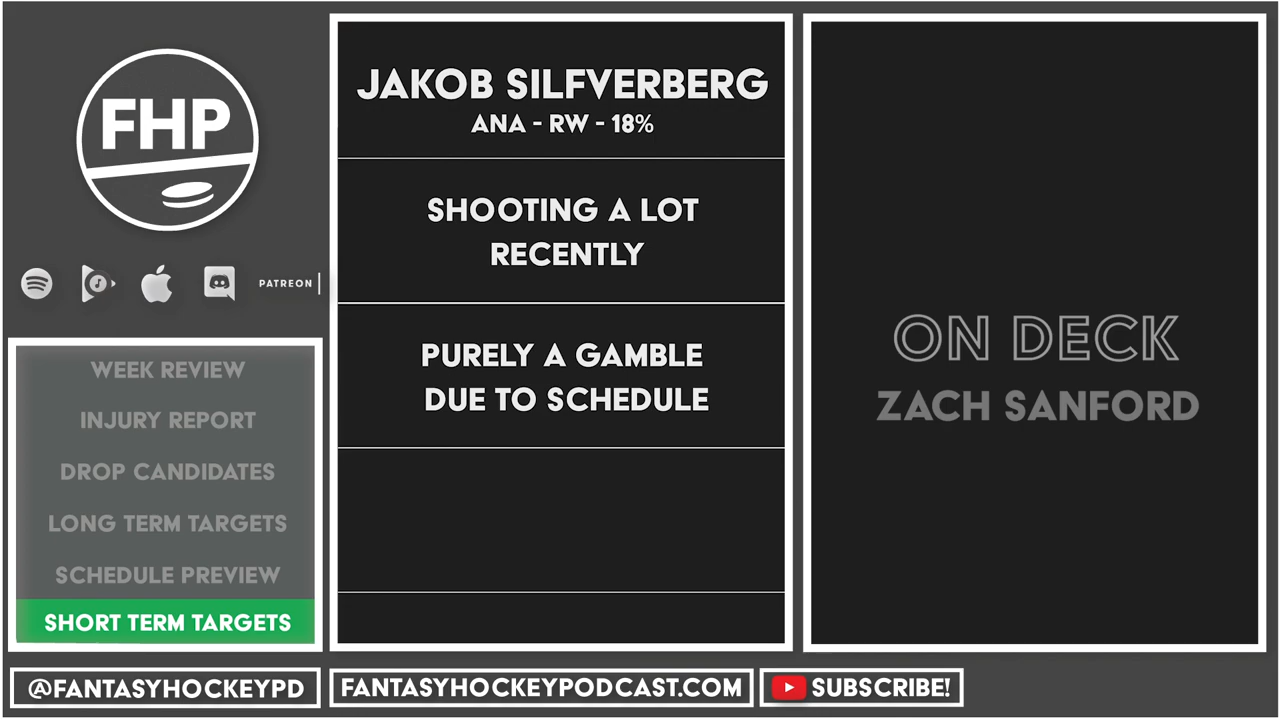 FHP
PATREON
WEEK REVIEW
INJURY REPORT
DROP CANDIDATES
LONG TERM TARGETS
SCHEDULE PREVIEW
SHORT TERM TARGETS
JAKOB SILFVERBERG
ANA - RW - 18%
SHOOTING A LOT
RECENTLY
PURELY A GAMBLE
DUE TO SCHEDULE
ON DECK
ZACH SANFORD
@FANTASYHOCKEYPD
FANTASYHOCKEYPODCAST.COM
SUBSCRIBE!